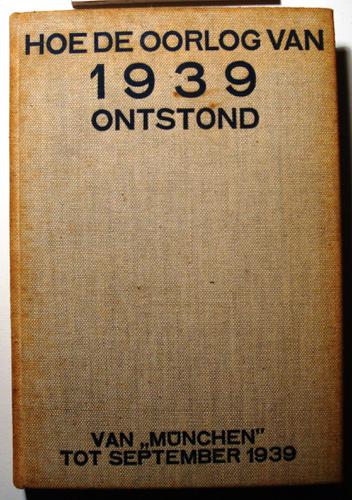 HOE DE OORLOG VAN
1939
ONTSTOND
VAN „MÜNCHEN"
TOT SEPTEMBER 1939